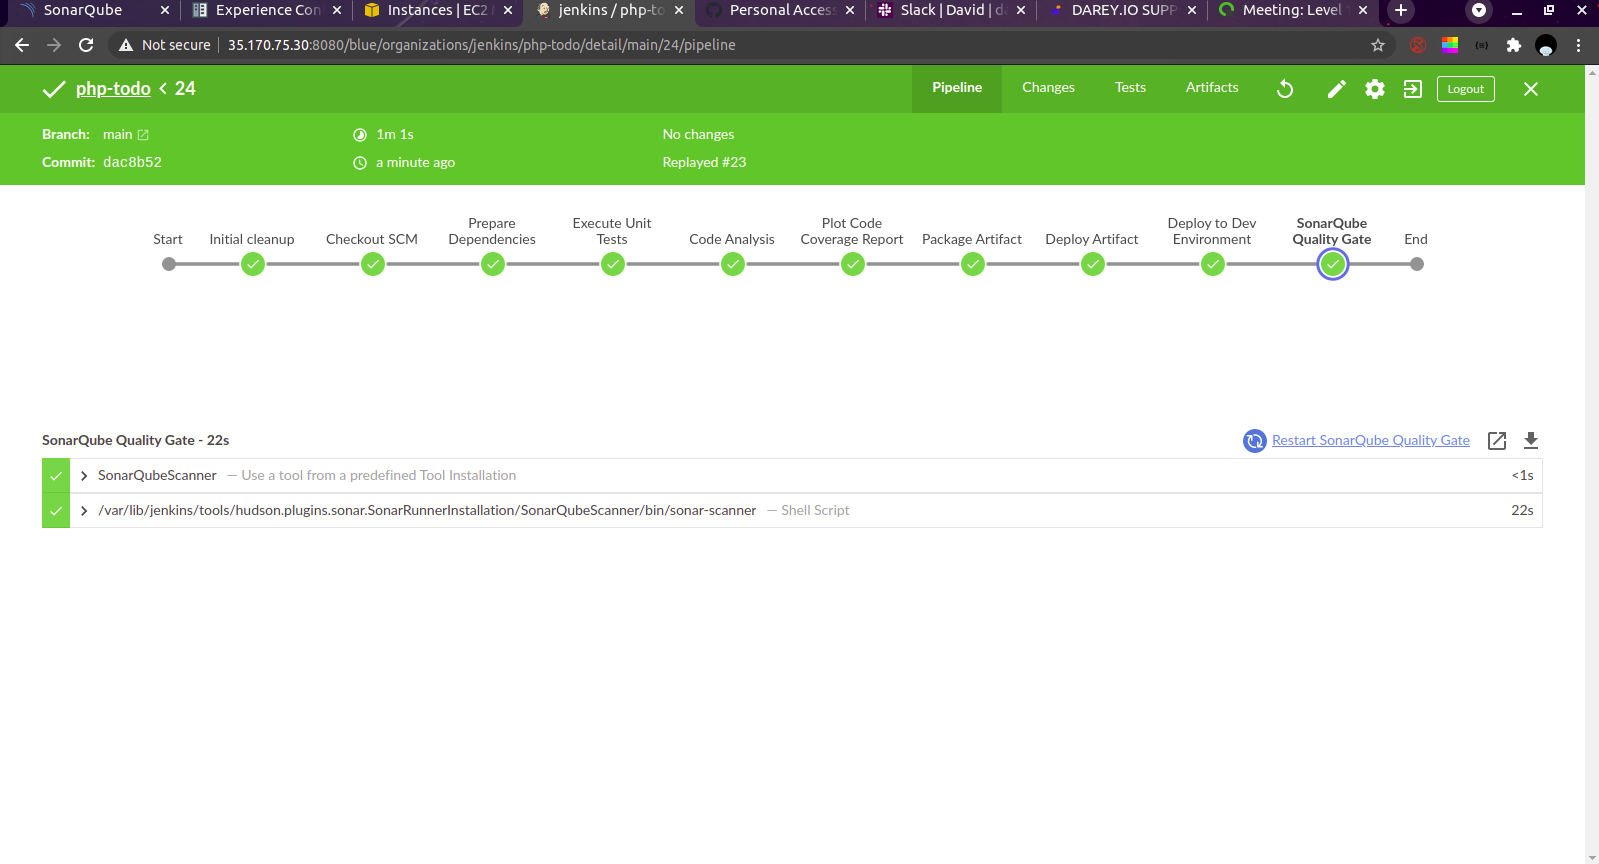 SonarQube
Experience Con
Instances | EC2 M
jenkins / php-to
Personal Access
Slack | David | da
DAREY.IO SUPP
Meeting: Level 1
Not secure
35.170.75.30:8080/blue/organizations/jenkins/php-todo/detail/main/24/pipeline
php-todo < 24
Pipeline
Changes
Tests
Artifacts
Logout
Branch: main
1m 1s
No changes
Commit: dac8b52
a minute ago
Replayed #23
Start
Initial cleanup
Checkout SCM
Prepare
Dependencies
Execute Unit
Tests
Code Analysis
Plot Code
Coverage Report
Package Artifact
Deploy Artifact
Deploy to Dev
Environment
SonarQube
Quality Gate
End
SonarQube Quality Gate - 22s
Restart SonarQube Quality Gate
SonarQubeScanner — Use a tool from a predefined Tool Installation
<1s
/var/lib/jenkins/tools/hudson.plugins.sonar.SonarRunnerInstallation/SonarQubeScanner/bin/sonar-scanner — Shell Script
22s